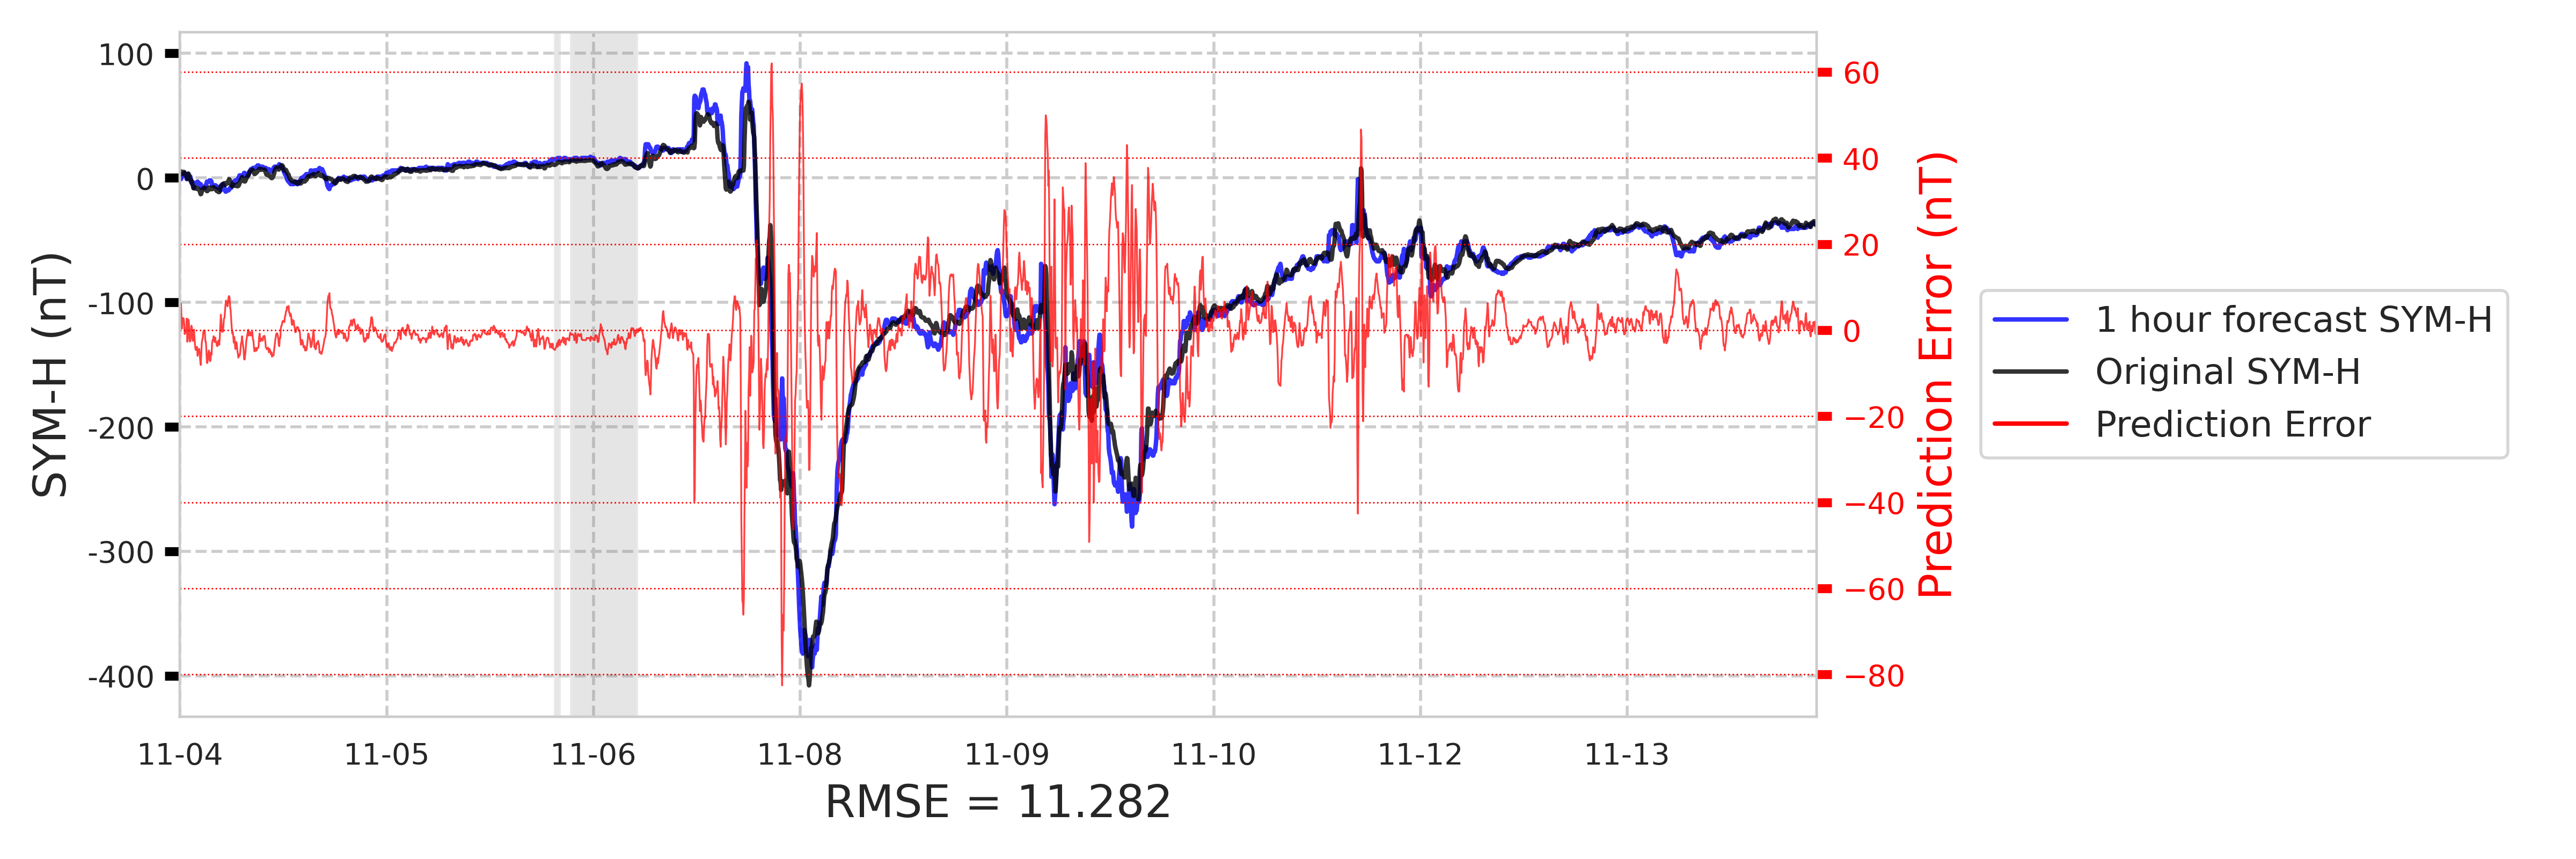 SYM-H (nT)
100
0
-100
-200
-300
-400
60
40
20
0
−20
−40
−60
−80
Prediction Error (nT)
1 hour forecast SYM-H
Original SYM-H
Prediction Error
11-04 11-05 11-06 11-08 11-09 11-10 11-12 11-13
RMSE = 11.282